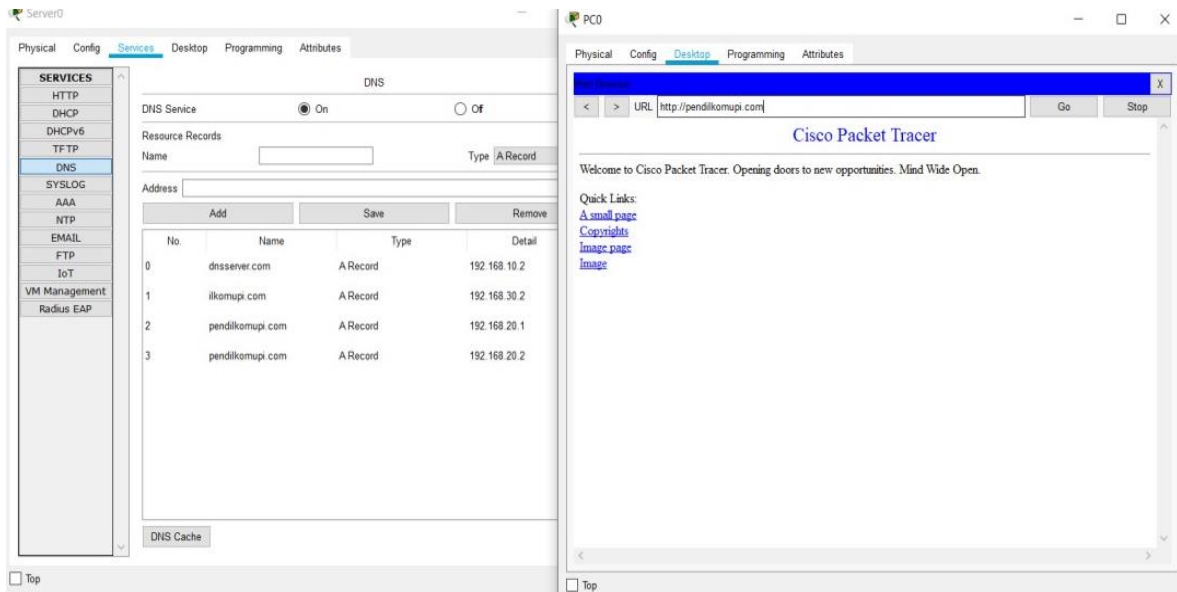 Server0
Physical Config Services Desktop Programming Attributes
SERVICES
HTTP
DHCP
DHCPv6
TFTP
DNS
SYSLOG
AAA
NTP
EMAIL
FTP
IoT
VM Management
Radius EAP
DNS
DNS Service On Off
Resource Records
Name Type A Record
Address
Add Save Remove
No. Name Type Detail
0 dnsserver.com A Record 192.168.10.2
1 ilkomupi.com A Record 192.168.30.2
2 pendilkomupi.com A Record 192.168.20.1
3 pendilkomupi.com A Record 192.168.20.2
DNS Cache
Top
PC0
X
Physical Config Desktop Programming Attributes
Web Browser
X
< > URL http://pendilkomupi.com Go Stop
Cisco Packet Tracer
Welcome to Cisco Packet Tracer. Opening doors to new opportunities. Mind Wide Open.
Quick Links:
A small page
Copyrights
Image page
Image
Top